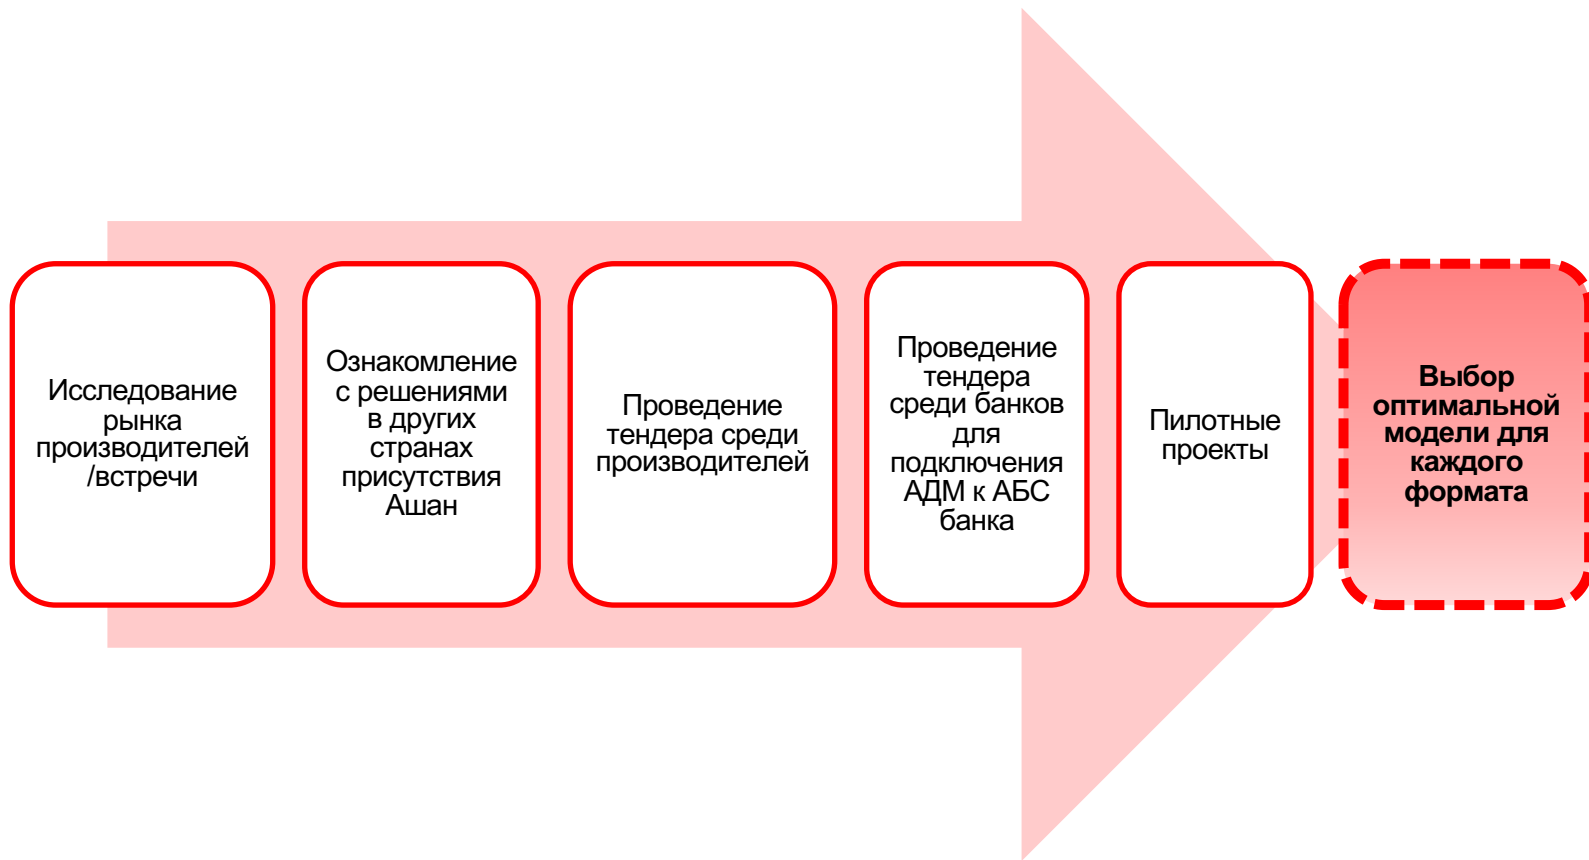 Исследование
рынка
производителей
/встречи
Ознакомление
с решениями
в других
странах
присутствия
Ашан
Проведение
тендера среди
производителей
Проведение
тендера
среди банков
для
подключения
АДМ к АБС
банка
Пилотные
проекты
Выбор
оптимальной
модели для
каждого
формата